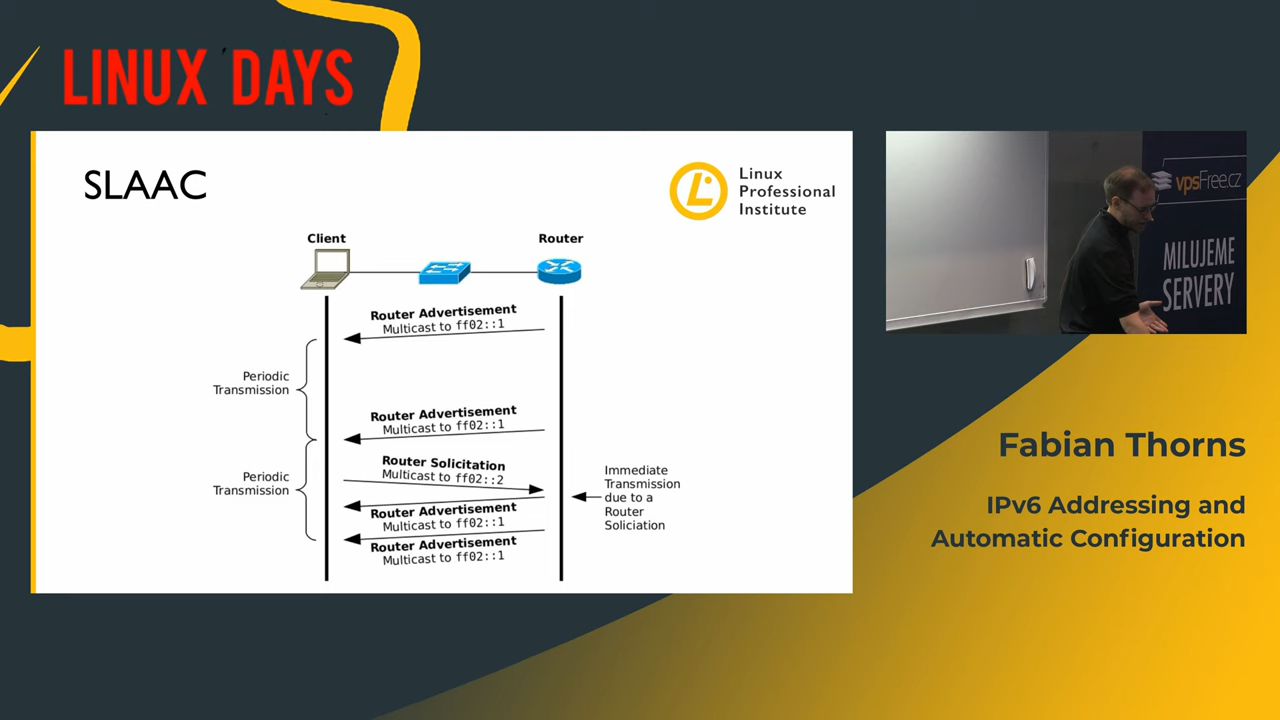 LINUX DAYS
SLAAC
Linux
Professional
Institute
Client
Router
Router Advertisement
Multicast to ff02::1
Periodic
Transmission
Router Advertisement
Multicast to ff02::1
Router Solicitation
Multicast to ff02::2
Periodic
Transmission
Immediate
Transmission
due to a
Router
Soliciation
Router Advertisement
Multicast to ff02::1
Router Advertisement
Multicast to ff02::1
vpsFree.cz
MILUJEME
SERVERY
Fabian Thorns
IPv6 Addressing and
Automatic Configuration